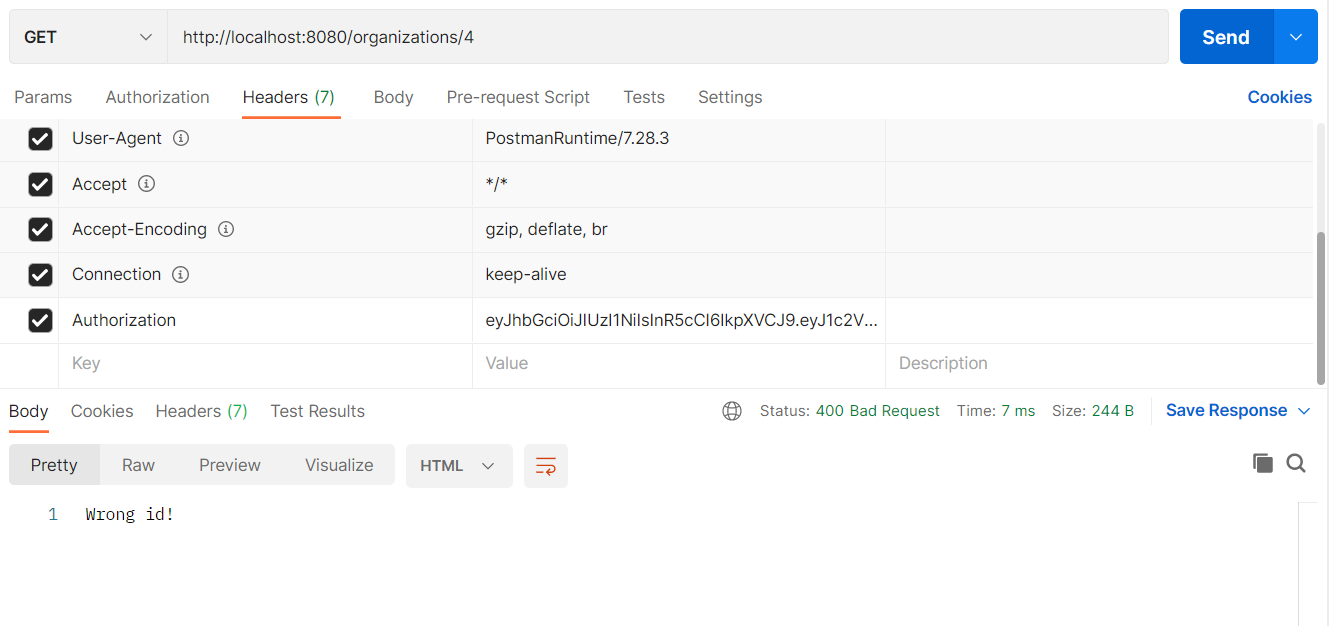 GET http://localhost:8080/organizations/4 Send
Params Authorization Headers (7) Body Pre-request Script Tests Settings Cookies
User-Agent PostmanRuntime/7.28.3
Accept */*
Accept-Encoding gzip, deflate, br
Connection keep-alive
Authorization eyJhbGciOiJIUzI1NiIsInR5cCI6IkpXVCJ9.eyJ1c2V...
Key Value Description
Body Cookies Headers (7) Test Results Status: 400 Bad Request Time: 7 ms Size: 244 B Save Response
Pretty Raw Preview Visualize HTML
1 Wrong id!